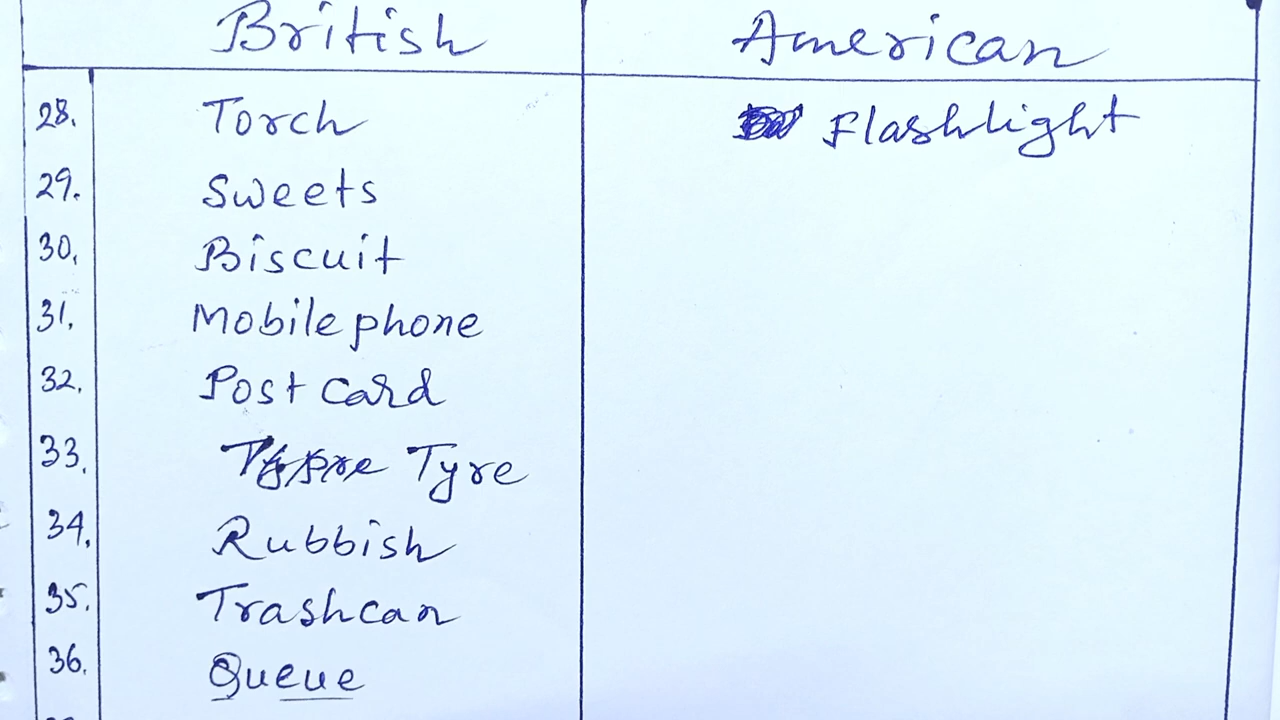 British American
28. Torch Flashlight
29. Sweets
30. Biscuit
31. Mobile phone
32. Post Card
33. Tyre
34. Rubbish
35. Trashcan
36. Queue